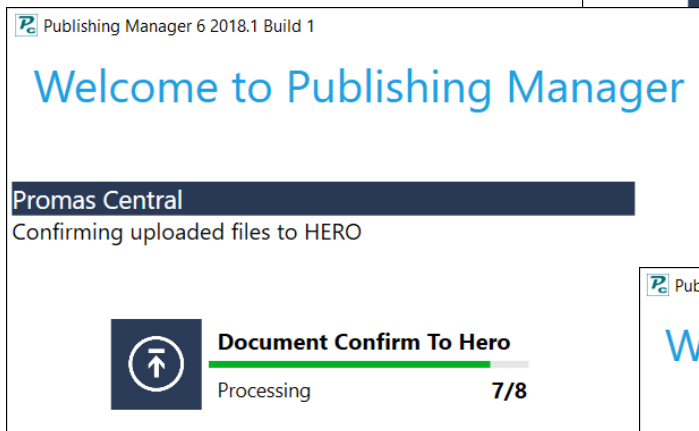 Publishing Manager 6 2018.1 Build 1
Welcome to Publishing Manager
Promas Central
Confirming uploaded files to HERO
Document Confirm To Hero
Processing 7/8